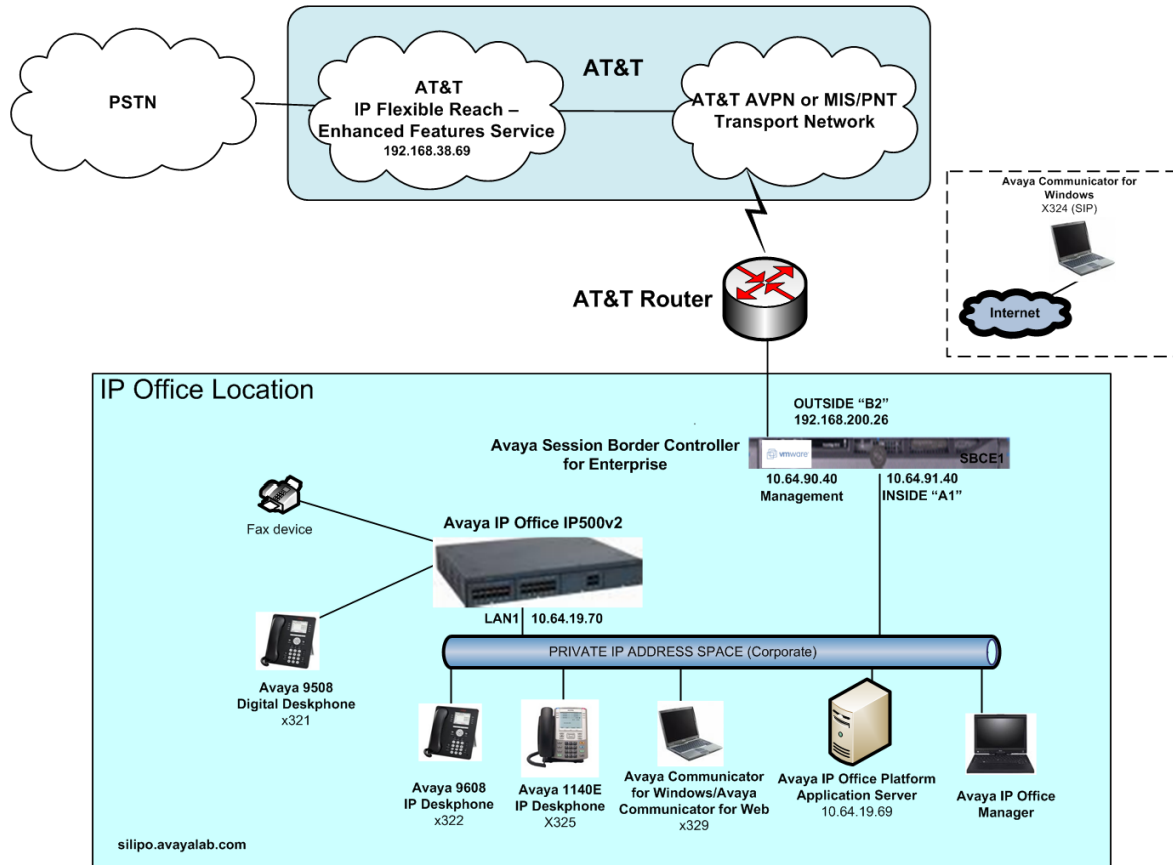 PSTN
AT&T
IP Flexible Reach –
Enhanced Features Service
192.168.38.69
AT&T
AT&T AVPN or MIS/PNT
Transport Network
Avaya Communicator for
Windows
X324 (SIP)
Internet
AT&T Router
IP Office Location
OUTSIDE “B2”
192.168.200.26
Avaya Session Border Controller
for Enterprise
vmware
SBCE1
10.64.90.40
Management
10.64.91.40
INSIDE “A1”
Fax device
Avaya IP Office IP500v2
LAN1
10.64.19.70
PRIVATE IP ADDRESS SPACE (Corporate)
Avaya 9508
Digital Deskphone
x321
Avaya 9608
IP Deskphone
x322
Avaya 1140E
IP Deskphone
X325
Avaya Communicator
for Windows/Avaya
Communicator for Web
x329
Avaya IP Office Platform
Application Server
10.64.19.69
Avaya IP Office
Manager
silipo.avayalab.com